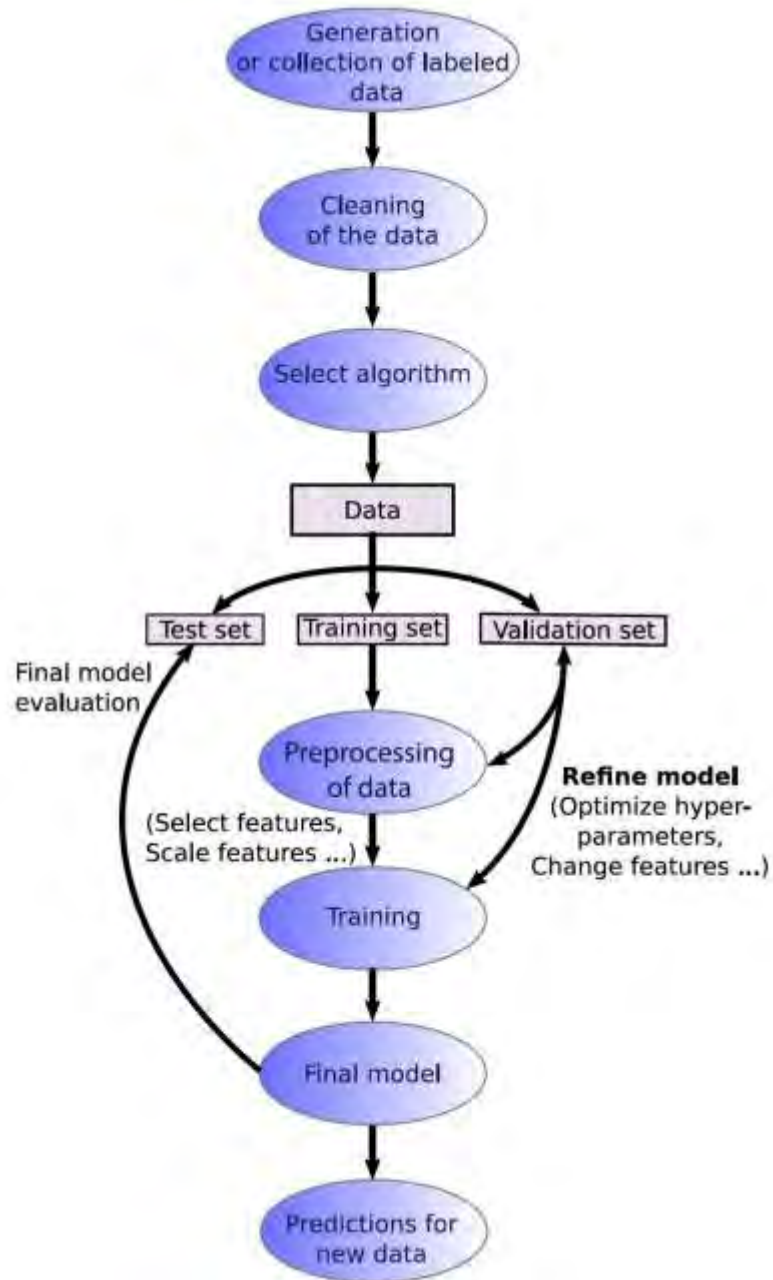 Generation
or collection of labeled
data
Cleaning
of the data
Select algorithm
Data
Test set
Training set
Validation set
Final model
evaluation
Preprocessing
of data
Refine model
(Optimize hyper-
parameters,
Change features ...)
(Select features,
Scale features ...)
Training
Final model
Predictions for
new data